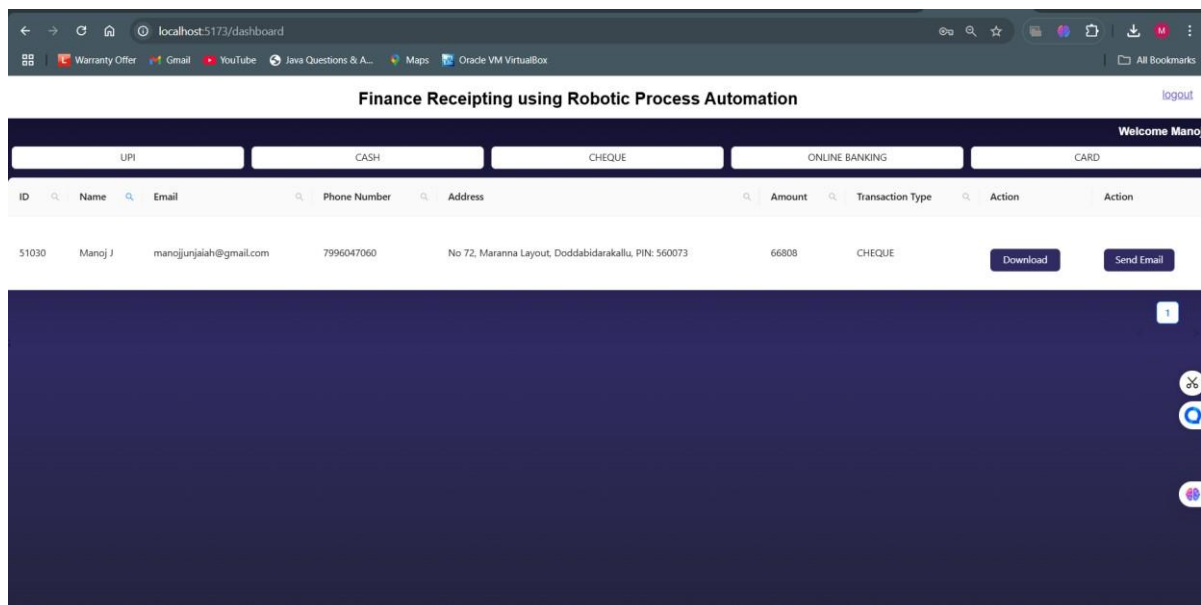 localhost:5173/dashboard
M
Warranty Offer Gmail YouTube Java Questions & A... Maps Oracle VM VirtualBox All Bookmarks
Finance Receipting using Robotic Process Automation logout
Welcome Manoj
UPI CASH CHEQUE ONLINE BANKING CARD
ID Name Email Phone Number Address Amount Transaction Type Action Action
51030 Manoj J manojjunjaiah@gmail.com 7996047060 No 72, Maranna Layout, Doddabidarakallu, PIN: 560073 66808 CHEQUE Download Send Email
1